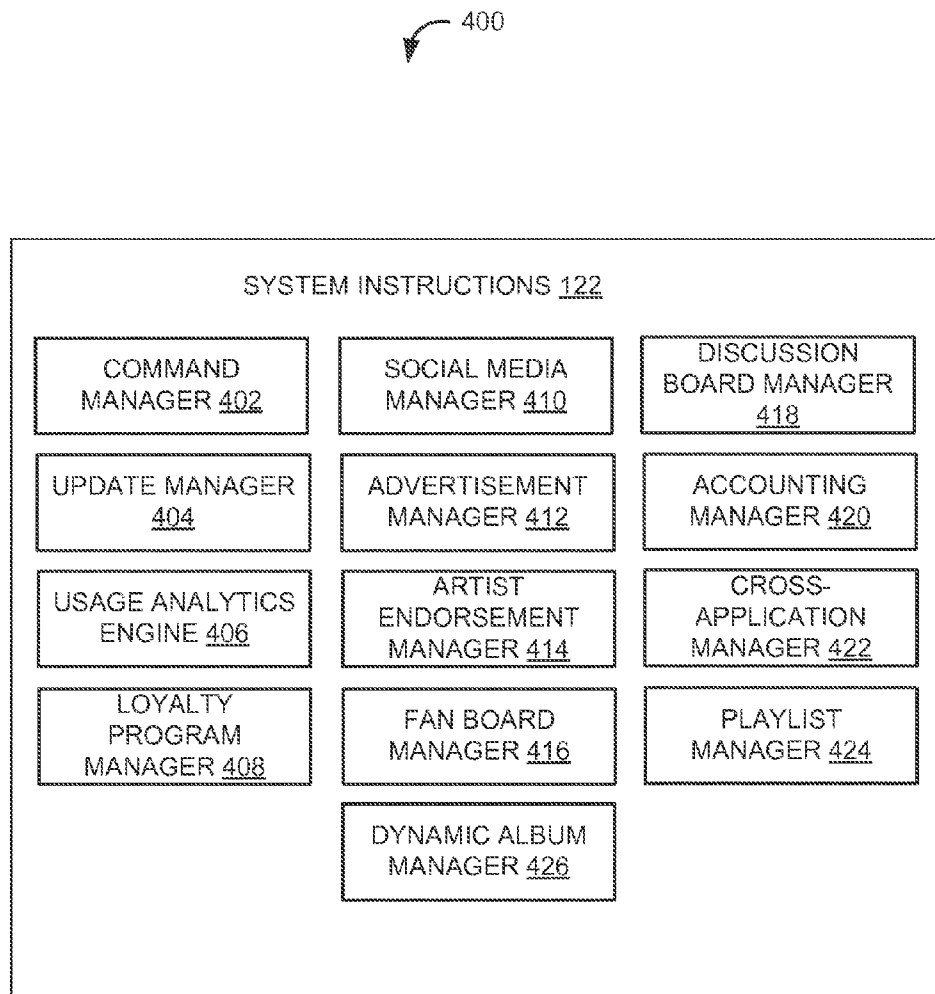 400
SYSTEM INSTRUCTIONS 122
COMMAND
MANAGER 402
SOCIAL MEDIA
MANAGER 410
DISCUSSION
BOARD MANAGER
418
UPDATE MANAGER
404
ADVERTISEMENT
MANAGER 412
ACCOUNTING
MANAGER 420
USAGE ANALYTICS
ENGINE 406
ARTIST
ENDORSEMENT
MANAGER 414
CROSS-
APPLICATION
MANAGER 422
LOYALTY
PROGRAM
MANAGER 408
FAN BOARD
MANAGER 416
PLAYLIST
MANAGER 424
DYNAMIC ALBUM
MANAGER 426